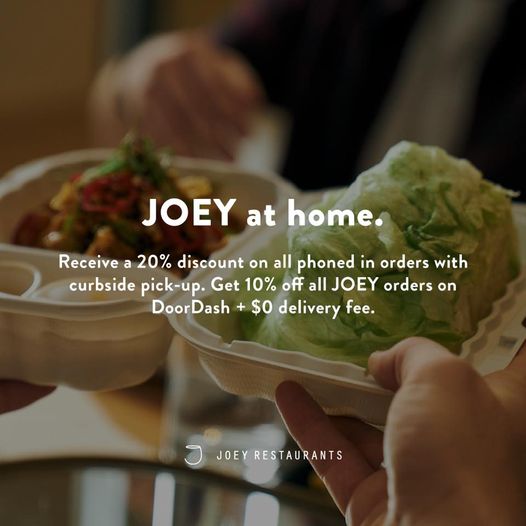 JOEY at home.
Receive a 20% discount on all phoned in orders with
curbside pick-up. Get 10% off all JOEY orders on
DoorDash + $0 delivery fee.
JOEY RESTAURANTS